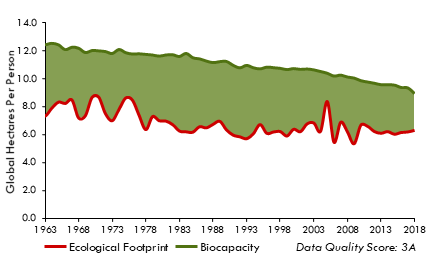 Global Hectares Per Person
14.0
12.0
10.0
8.0
6.0
4.0
2.0
0.0
1963 1968 1973 1978 1983 1988 1993 1998 2003 2008 2013 2018
Ecological Footprint Biocapacity Data Quality Score: 3A